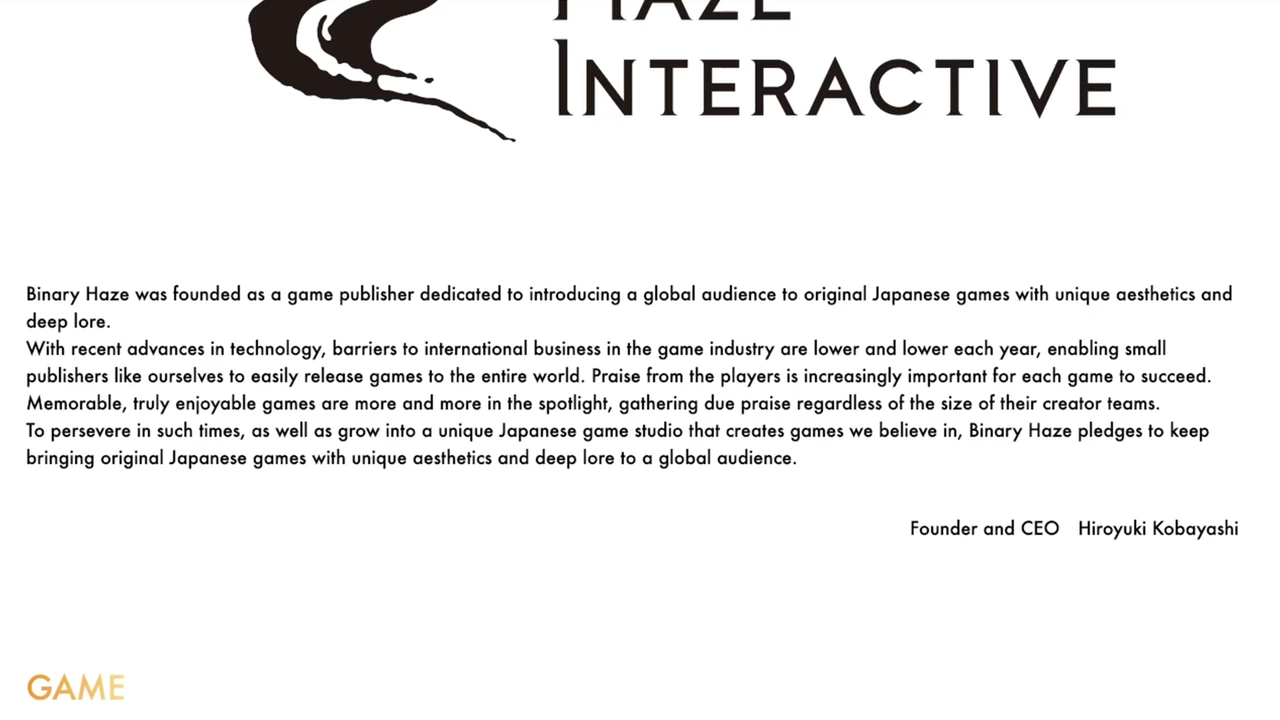 HAZE
INTERACTIVE
Binary Haze was founded as a game publisher dedicated to introducing a global audience to original Japanese games with unique aesthetics and
deep lore.
With recent advances in technology, barriers to international business in the game industry are lower and lower each year, enabling small
publishers like ourselves to easily release games to the entire world. Praise from the players is increasingly important for each game to succeed.
Memorable, truly enjoyable games are more and more in the spotlight, gathering due praise regardless of the size of their creator teams.
To persevere in such times, as well as grow into a unique Japanese game studio that creates games we believe in, Binary Haze pledges to keep
bringing original Japanese games with unique aesthetics and deep lore to a global audience.
Founder and CEO Hiroyuki Kobayashi
GAME